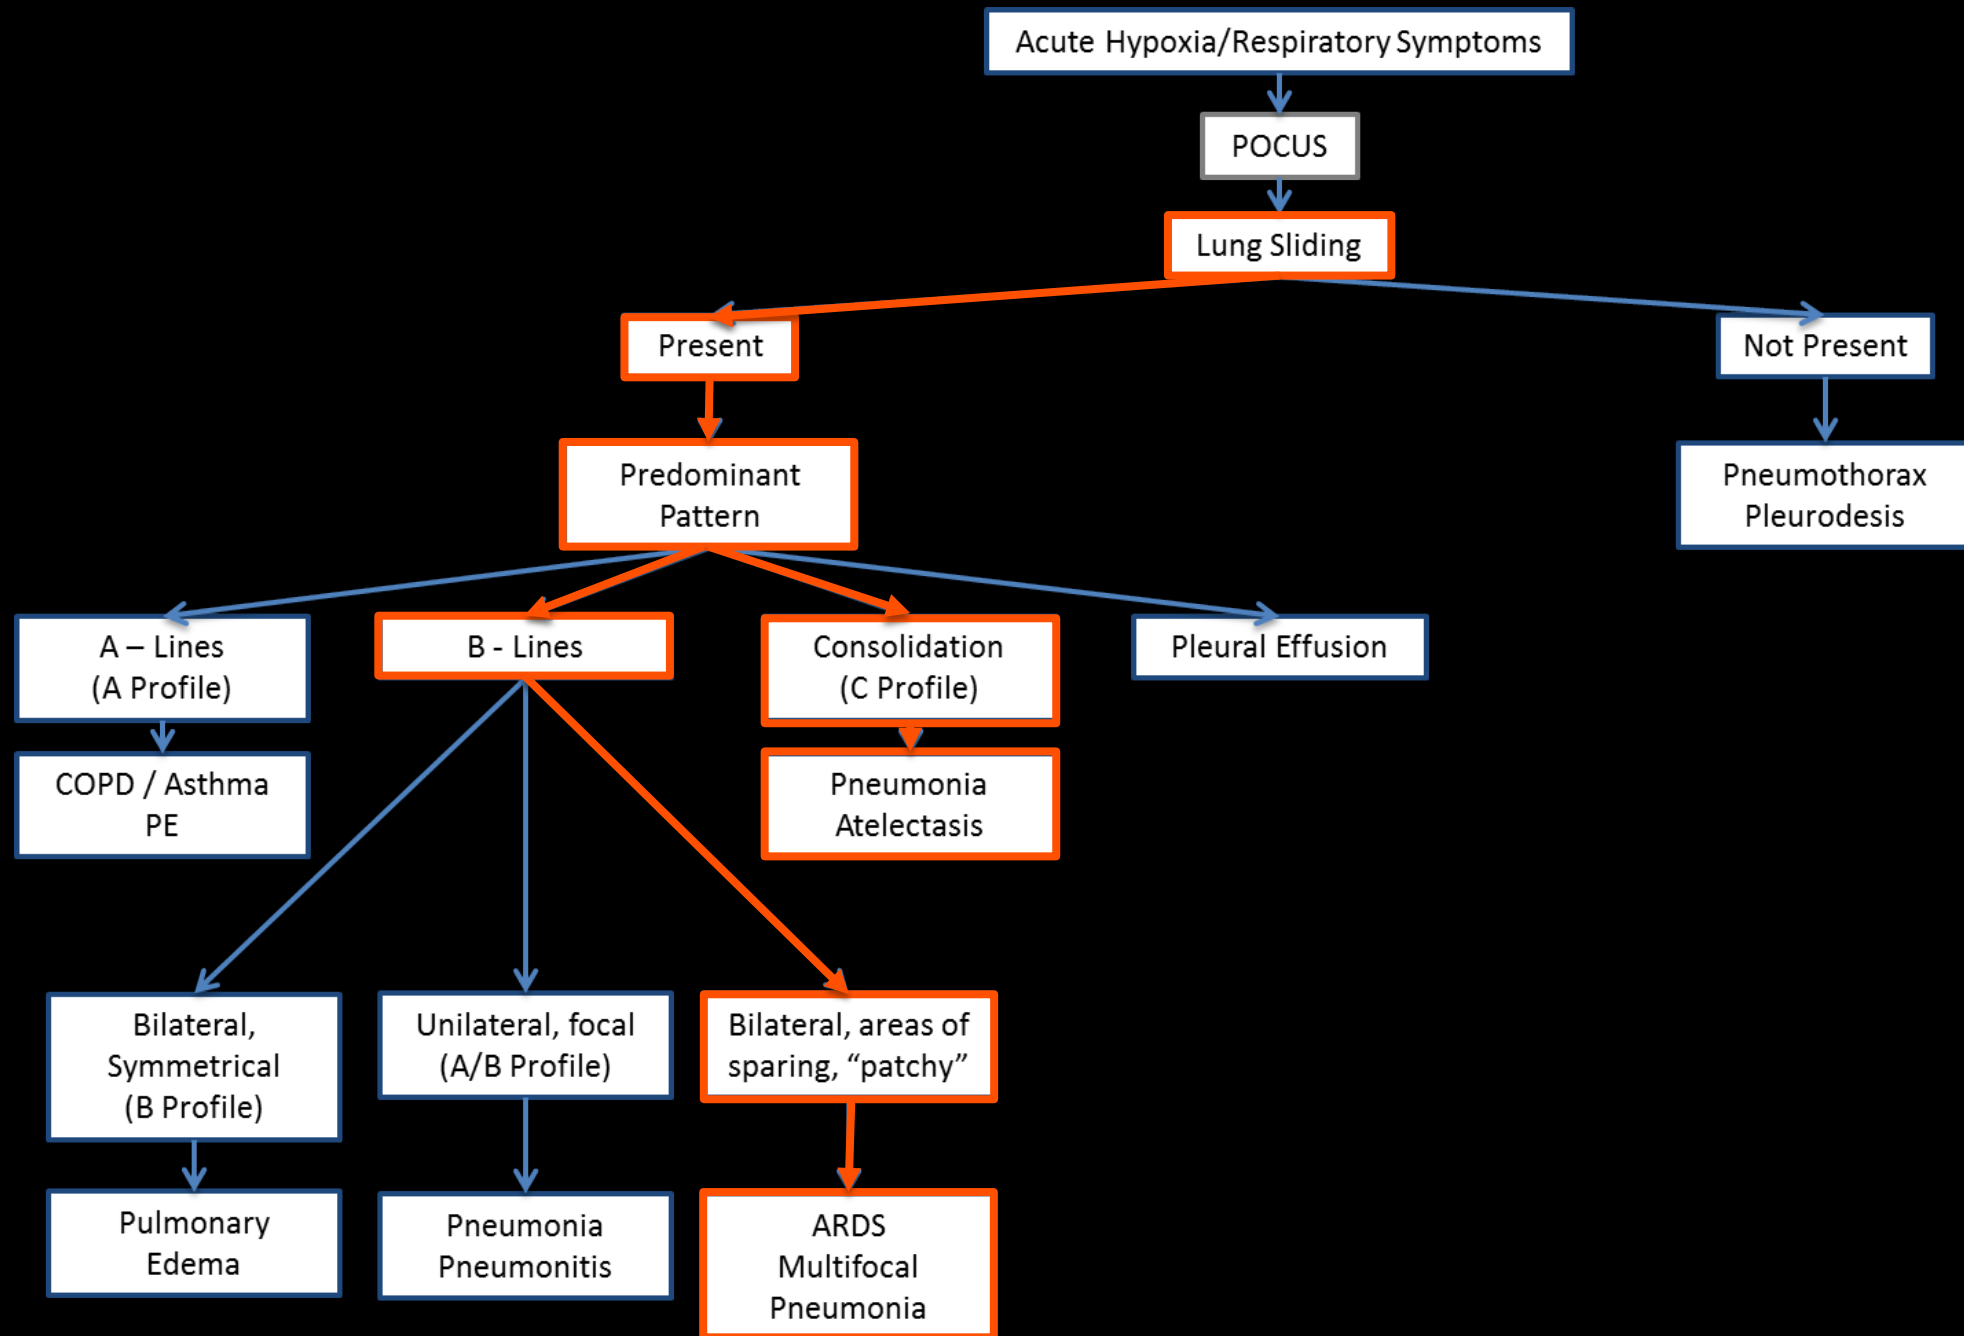 Acute Hypoxia/Respiratory Symptoms
POCUS
Lung Sliding
Present
Not Present
Predominant
Pattern
Pneumothorax
Pleurodesis
A – Lines
(A Profile)
B - Lines
Consolidation
(C Profile)
Pleural Effusion
COPD / Asthma
PE
Pneumonia
Atelectasis
Bilateral,
Symmetrical
(B Profile)
Unilateral, focal
(A/B Profile)
Bilateral, areas of
sparing, “patchy”
Pulmonary
Edema
Pneumonia
Pneumonitis
ARDS
Multifocal
Pneumonia